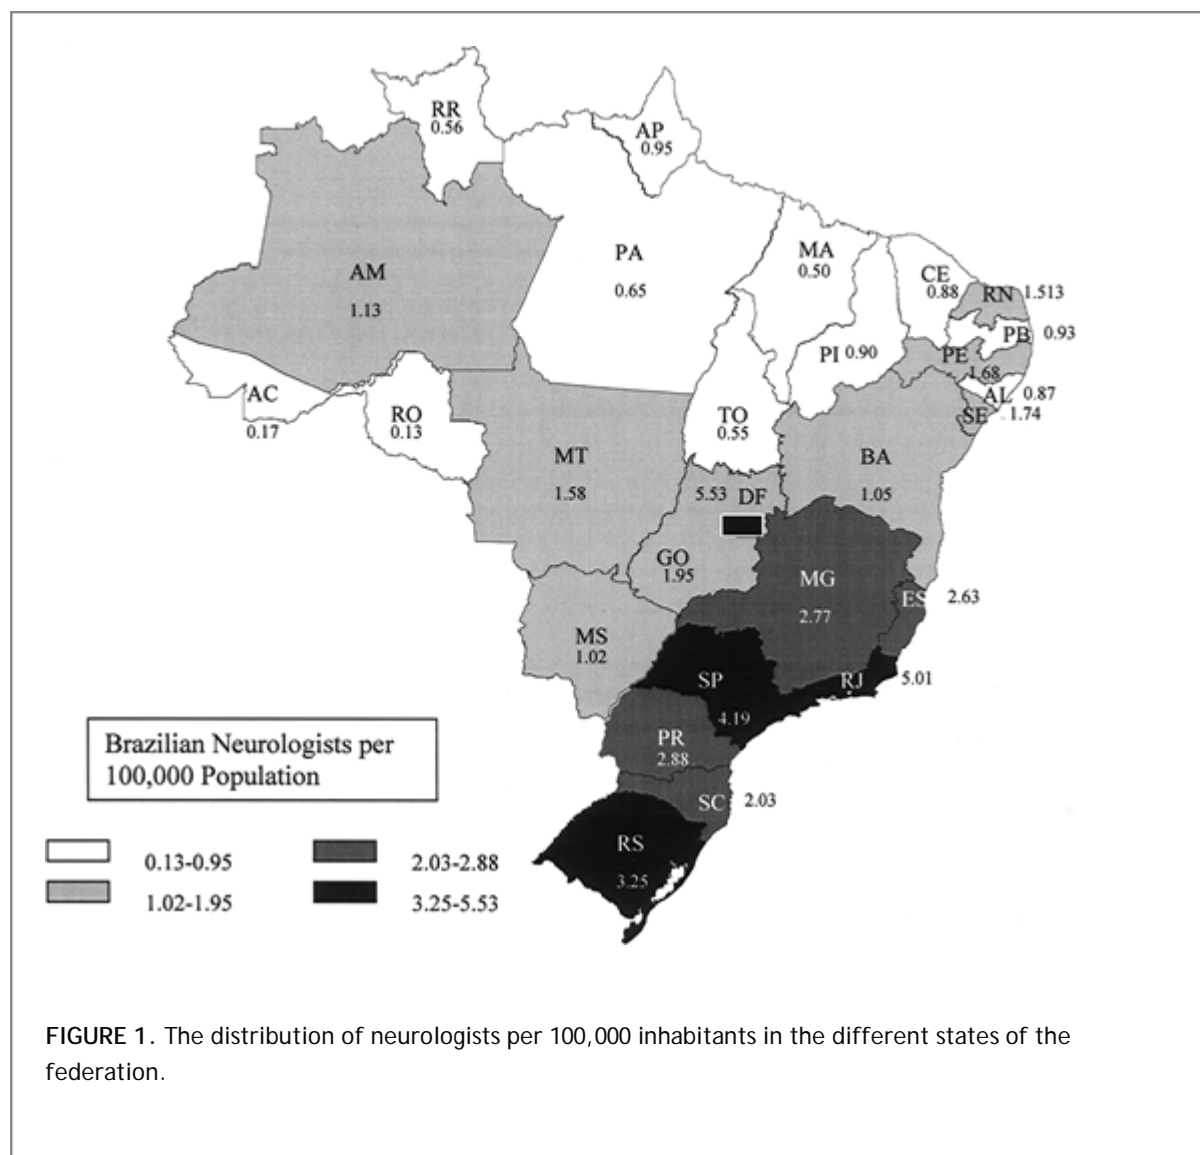 RR
0.56
AP
0.95
AM
1.13
PA
0.65
MA
0.50
CE
0.88
RN 1.513
PB 0.93
PI 0.90
PE
1.68
AL 0.87
SE 1.74
AC
0.17
RO
0.13
TO
0.55
MT
1.58
BA
1.05
5.53 DF
GO
1.95
MG
2.77
ES 2.63
MS
1.02
SP
4.19
RJ 5.01
PR
2.88
SC 2.03
RS
3.25
Brazilian Neurologists per
100,000 Population
0.13-0.95
2.03-2.88
1.02-1.95
3.25-5.53
FIGURE 1. The distribution of neurologists per 100,000 inhabitants in the different states of the
federation.